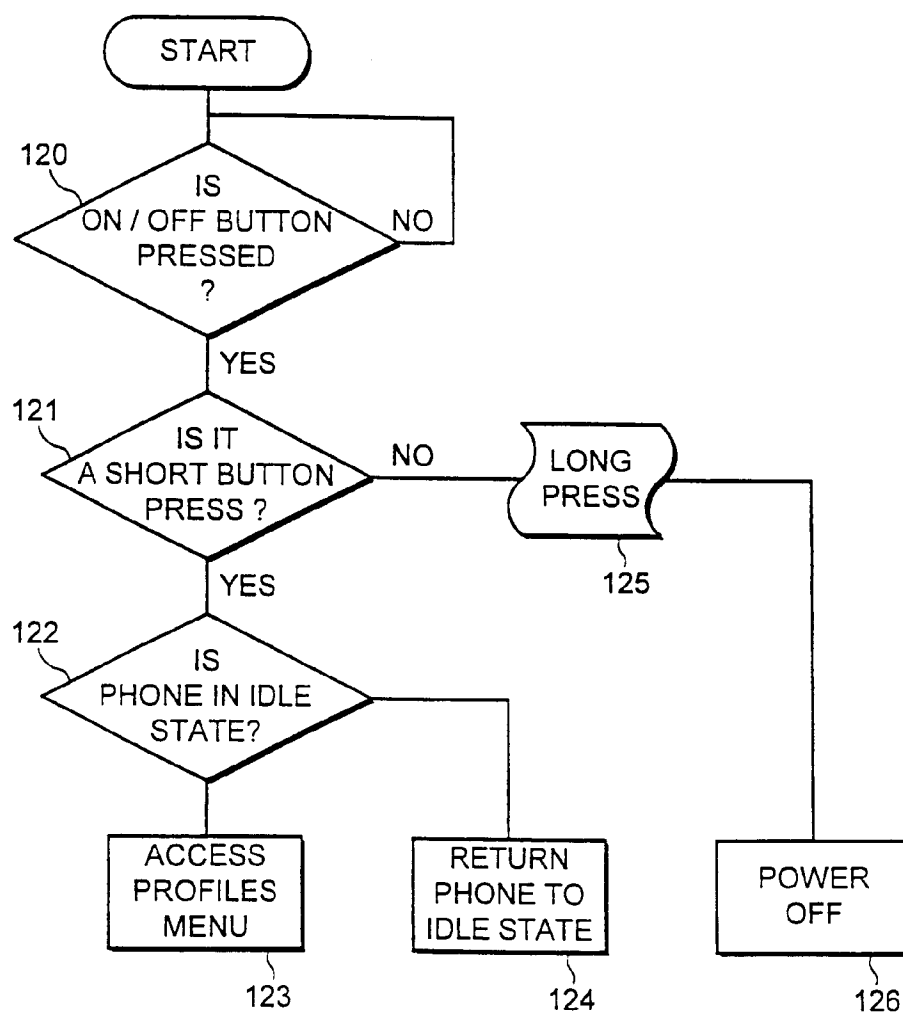 START
120
IS
ON / OFF BUTTON
PRESSED
?
NO
YES
121
IS IT
A SHORT BUTTON
PRESS ?
NO
LONG
PRESS
125
YES
122
IS
PHONE IN IDLE
STATE?
ACCESS
PROFILES
MENU
123
RETURN
PHONE TO
IDLE STATE
124
POWER
OFF
126